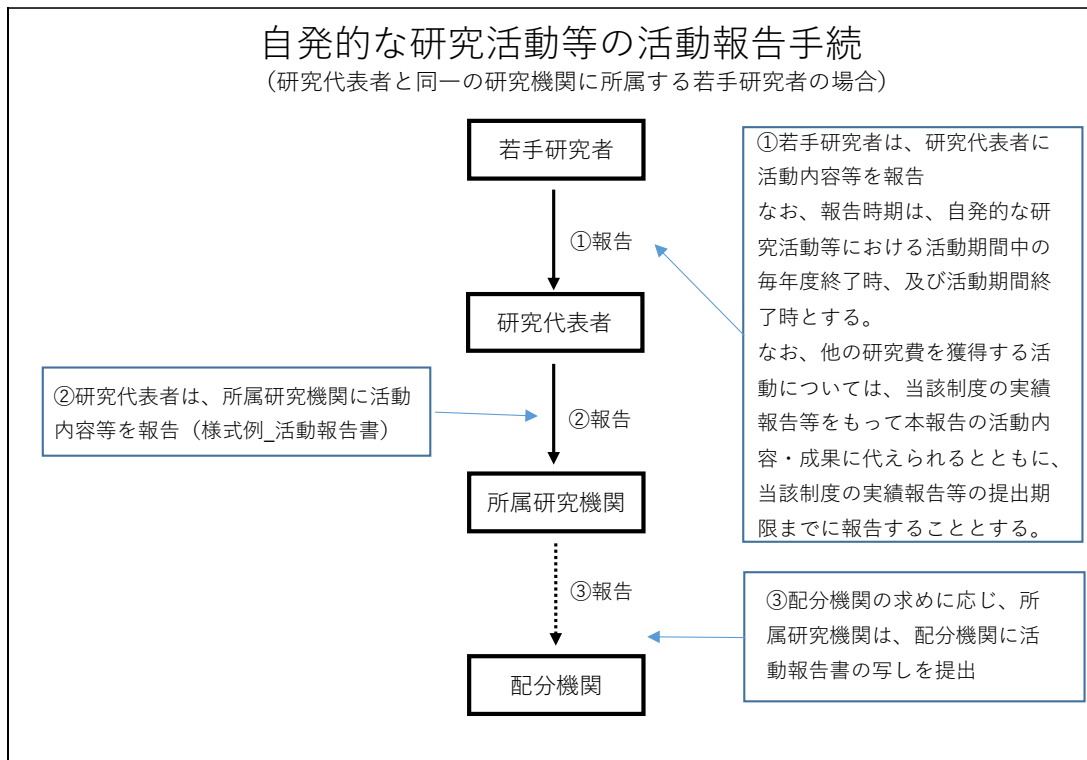 自発的な研究活動等の活動報告手続
（研究代表者と同一の研究機関に所属する若手研究者の場合）
若手研究者
①若手研究者は、研究代表者に
活動内容等を報告
なお、報告時期は、自発的な研
究活動等における活動期間中の
毎年度終了時、及び活動期間終
了時とする。
なお、他の研究費を獲得する活
動については、当該制度の実績
報告等をもって本報告の活動内
容・成果に代えられるとともに、
当該制度の実績報告等の提出期
限までに報告することとする。
①報告
研究代表者
②研究代表者は、所属研究機関に活動
内容等を報告（様式例_活動報告書）
②報告
所属研究機関
③報告
③配分機関の求めに応じ、所
属研究機関は、配分機関に活
動報告書の写しを提出
配分機関